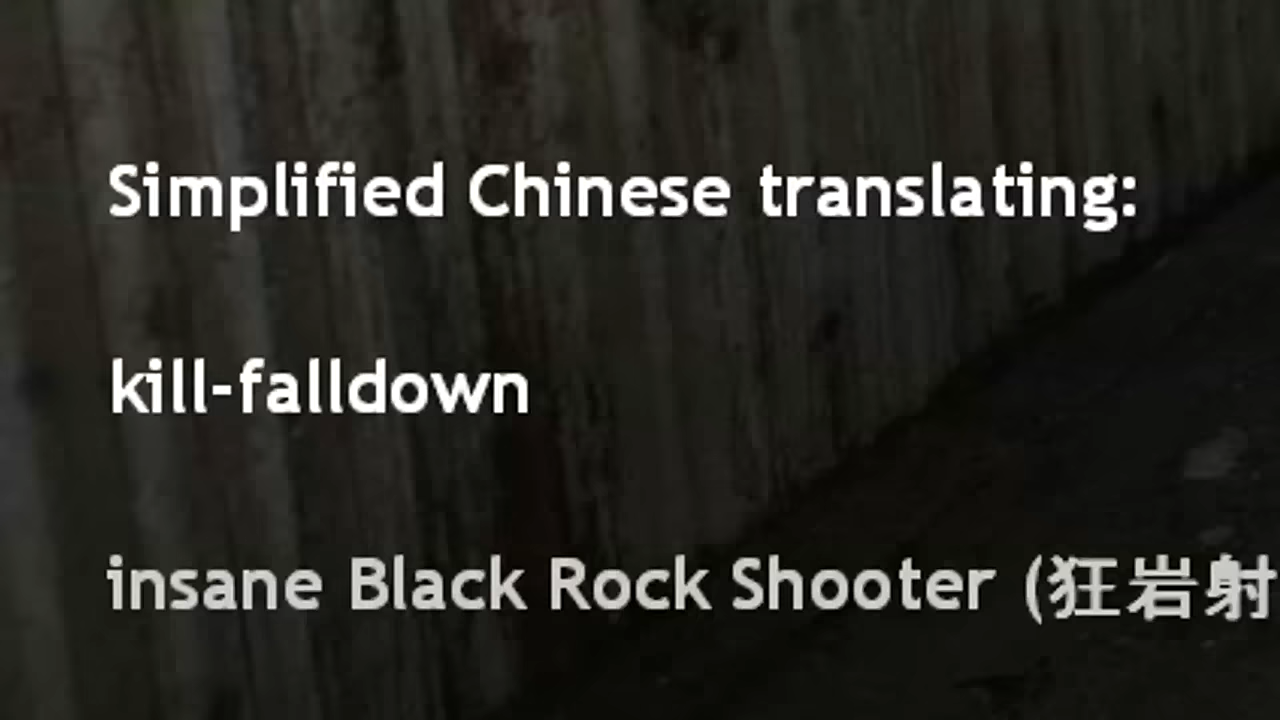 Simplified Chinese translating:
kill-falldown
insane Black Rock Shooter (狂岩射